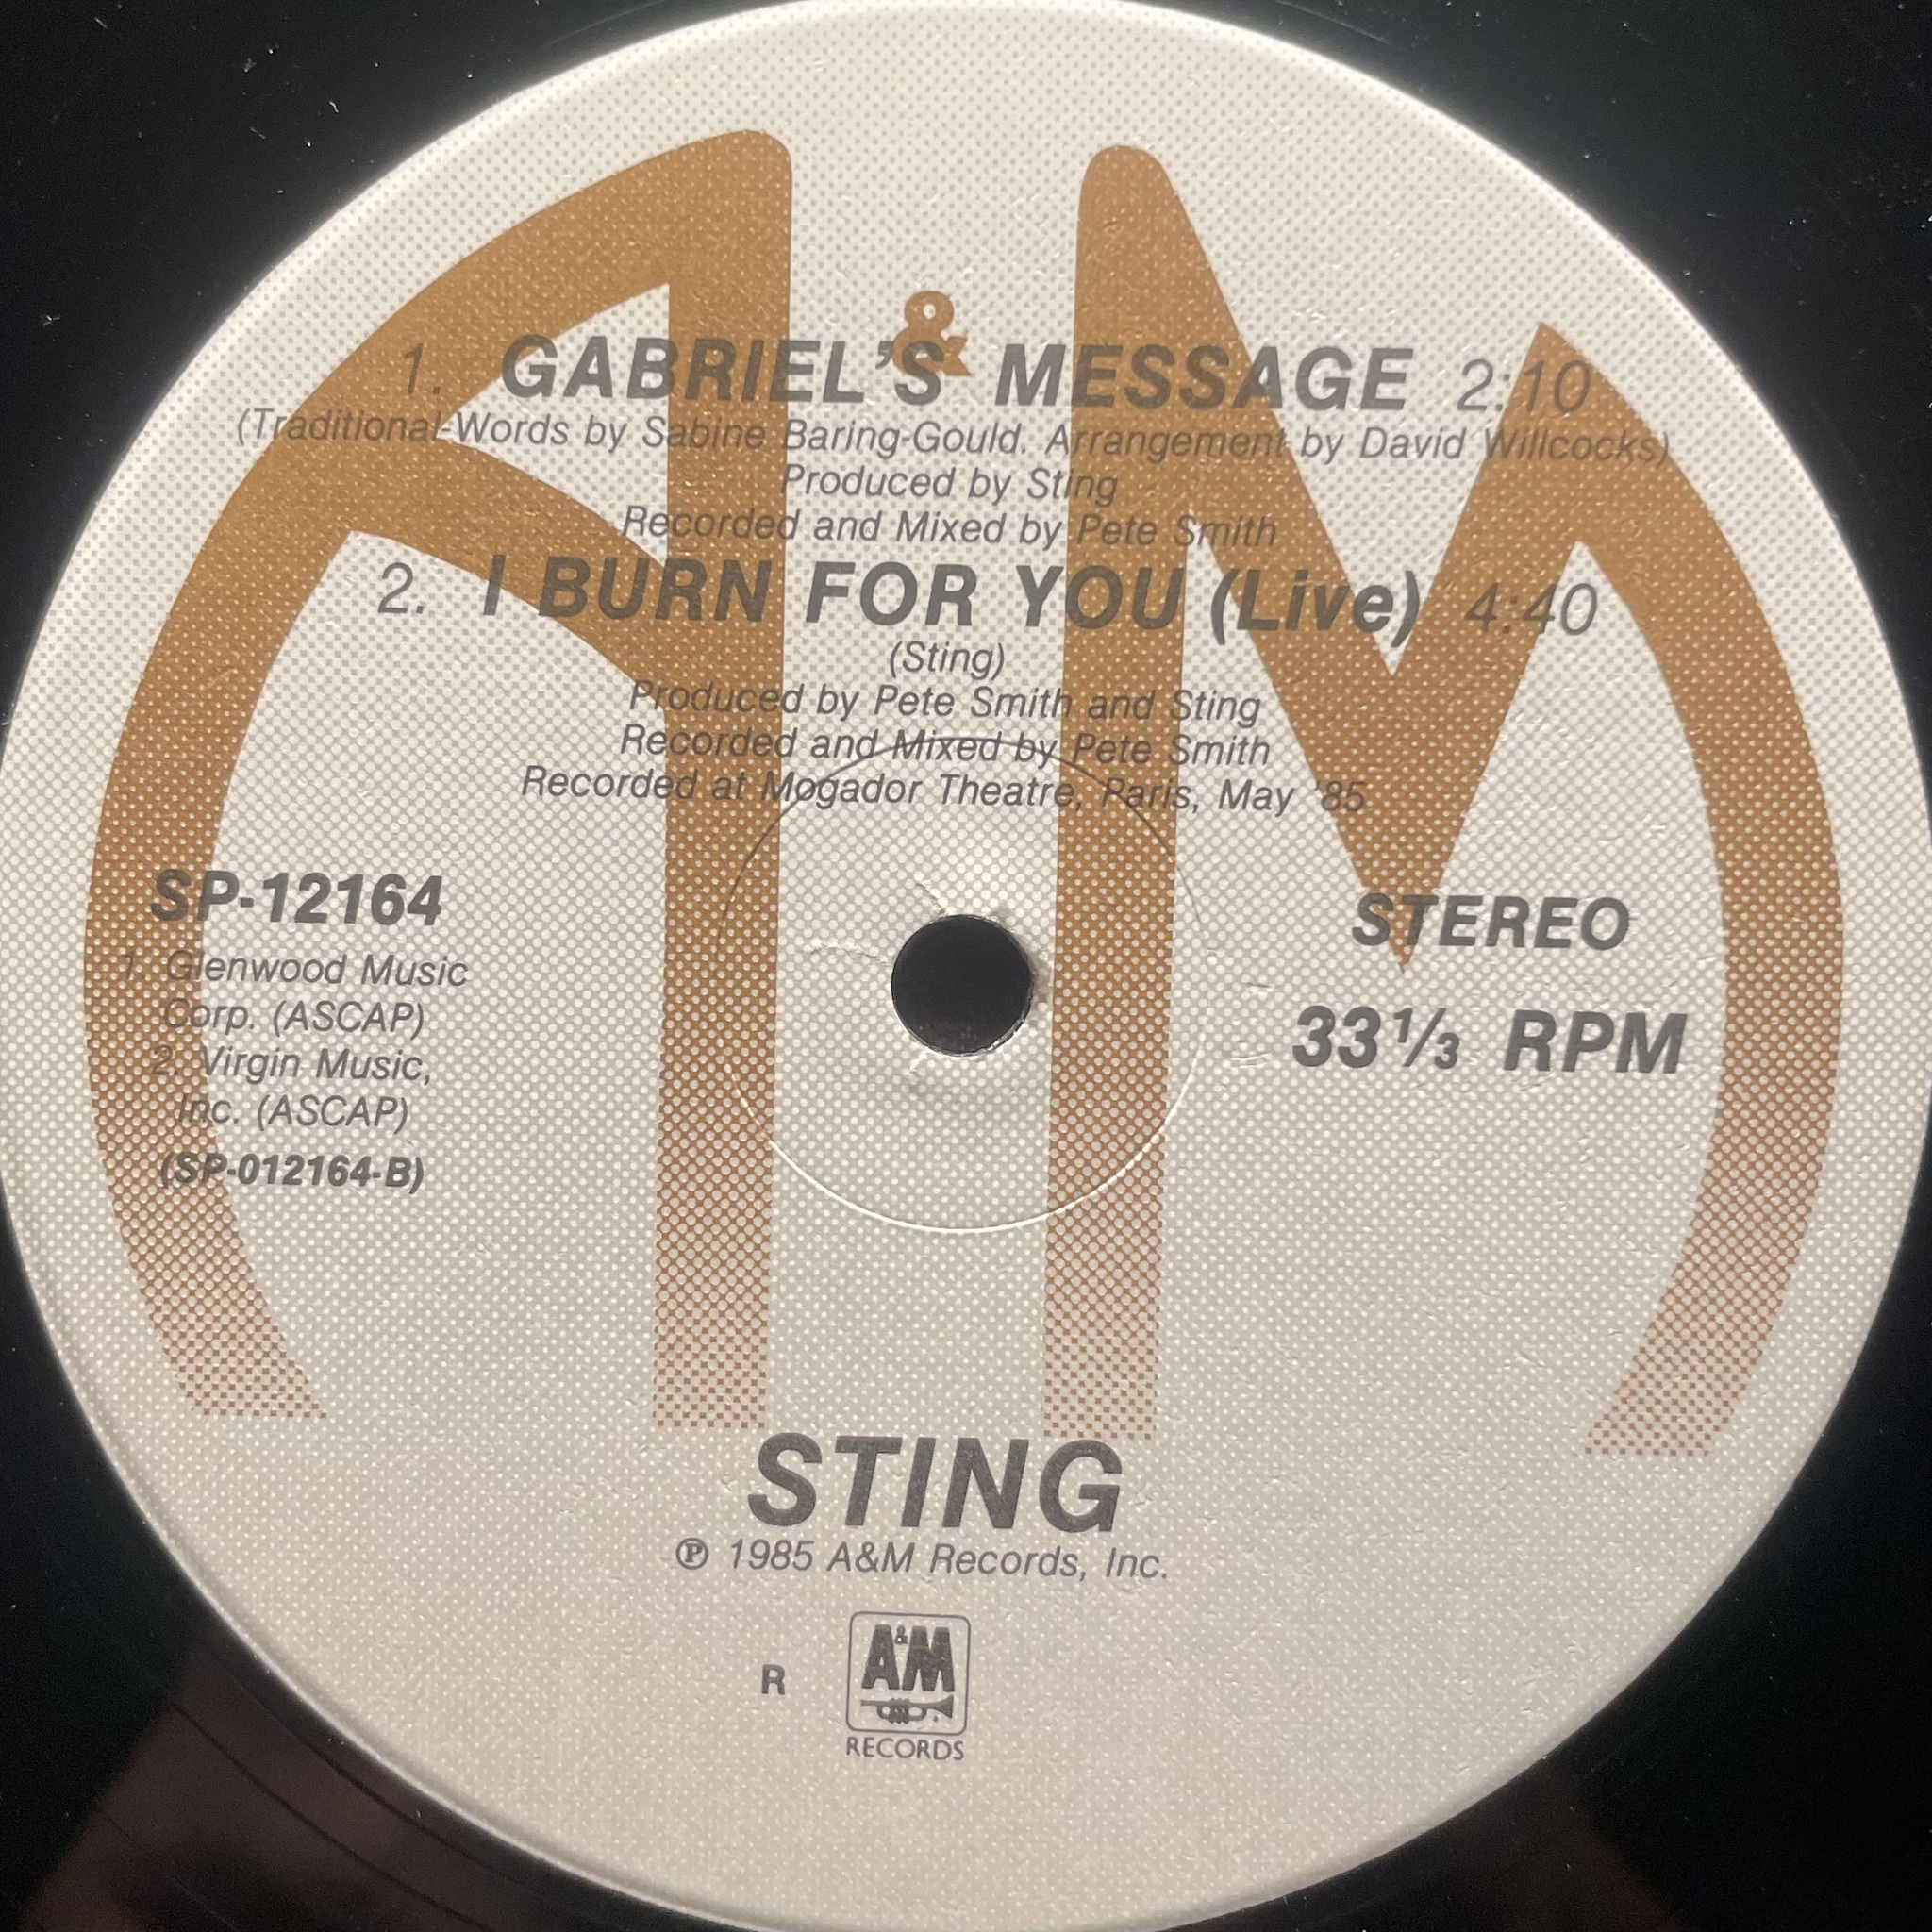 A & M
1. GABRIEL'S MESSAGE 2:10
(Traditional-Words by Sabine Baring-Gould. Arrangement by David Willcocks)
Produced by Sting
Recorded and Mixed by Pete Smith
2. I BURN FOR YOU (Live) 4:40
(Sting)
Produced by Pete Smith and Sting
Recorded and Mixed by Pete Smith
Recorded at Mogador Theatre, Paris, May '85
SP-12164
1. Glenwood Music
Corp. (ASCAP)
2. Virgin Music,
Inc. (ASCAP)
(SP-012164-B)
STEREO
33⅓ RPM
STING
℗ 1985 A&M Records, Inc.
R
A&M
RECORDS